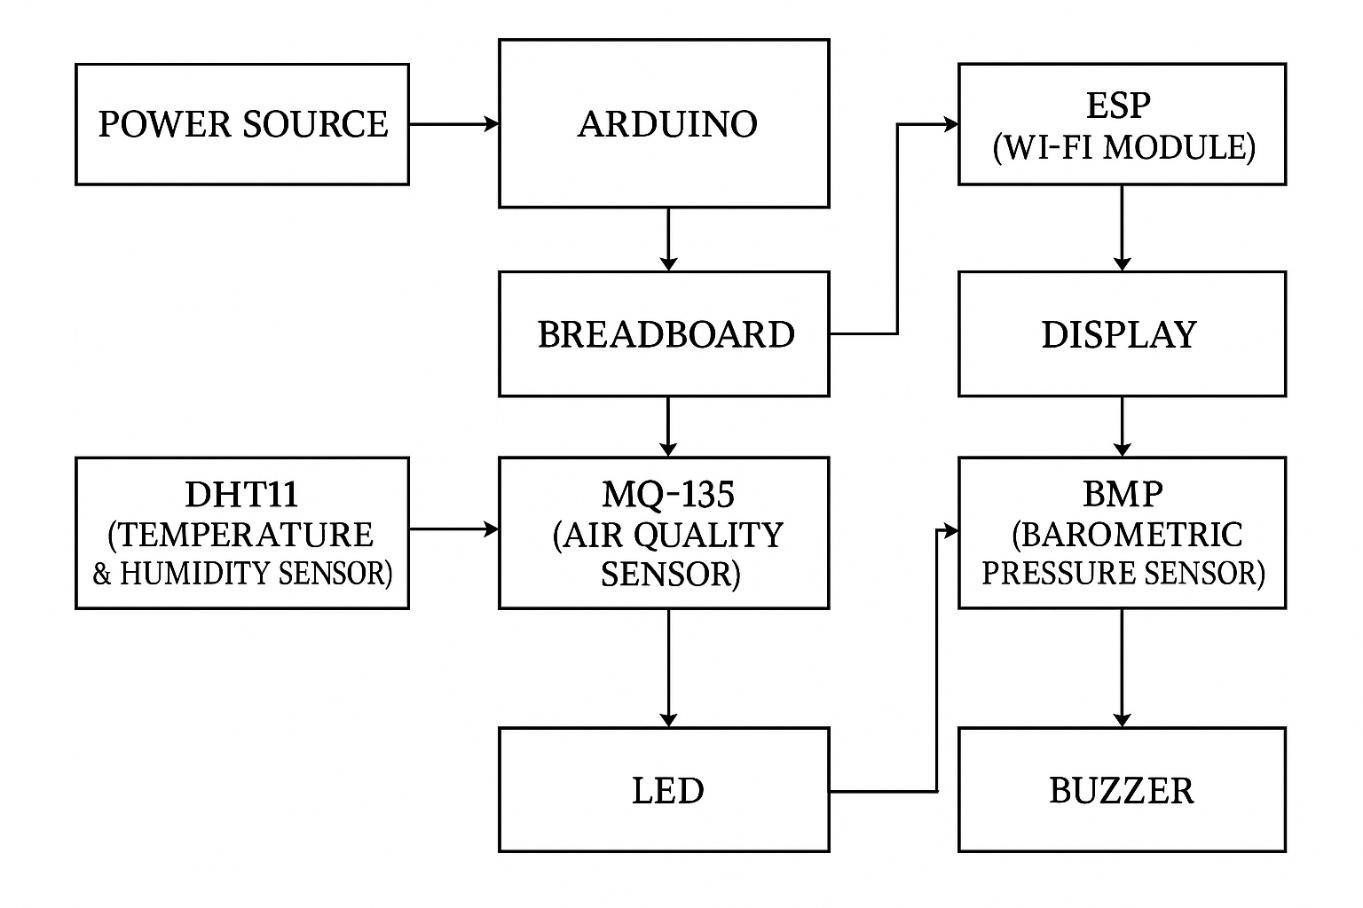 POWER SOURCE
ARDUINO
ESP
(WI-FI MODULE)
BREADBOARD
DISPLAY
DHT11
(TEMPERATURE
& HUMIDITY SENSOR)
MQ-135
(AIR QUALITY
SENSOR)
BMP
(BAROMETRIC
PRESSURE SENSOR)
LED
BUZZER